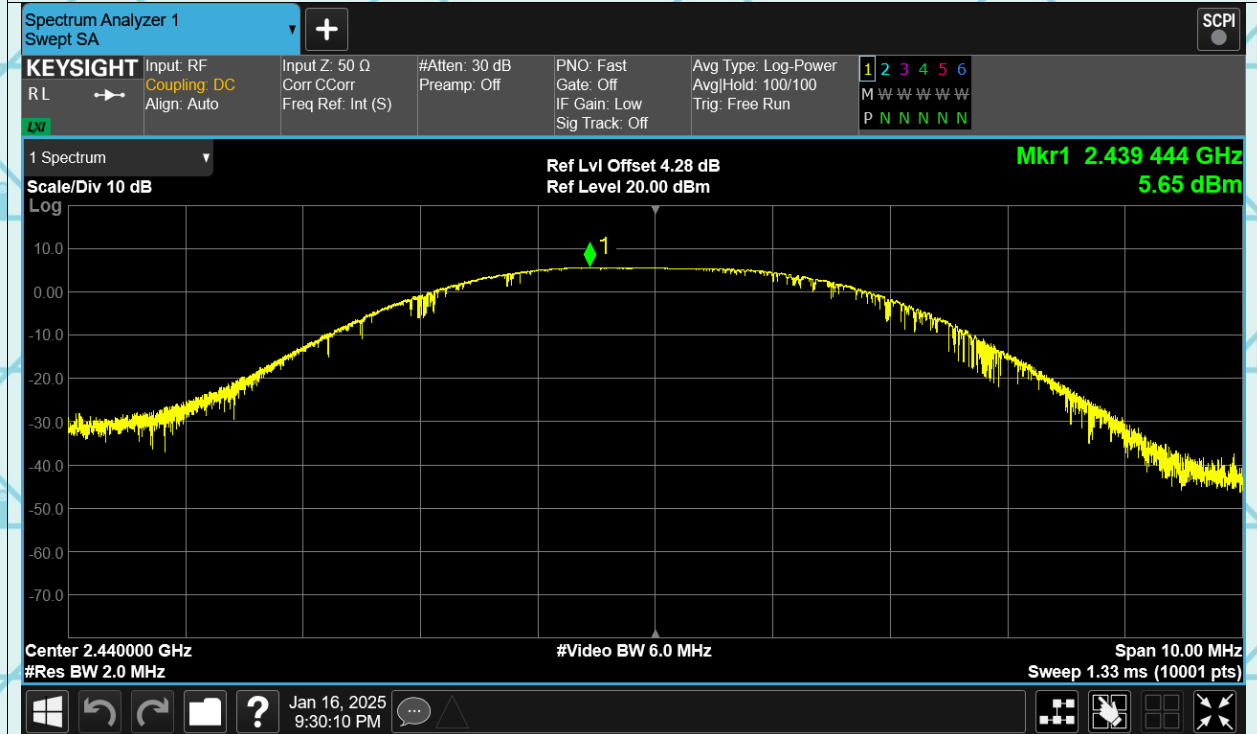 Spectrum Analyzer 1
Swept SA
SCPI
KEYSIGHT
RL
LXI
Input: RF
Coupling: DC
Align: Auto
Input Z: 50 Ω
Corr CCorr
Freq Ref: Int (S)
#Atten: 30 dB
Preamp: Off
PNO: Fast
Gate: Off
IF Gain: Low
Sig Track: Off
Avg Type: Log-Power
Avg|Hold: 100/100
Trig: Free Run
1 2 3 4 5 6
M W W W W W W
P N N N N N N
1 Spectrum
Scale/Div 10 dB
Log
Ref Lvl Offset 4.28 dB
Ref Level 20.00 dBm
Mkr1 2.439 444 GHz
5.65 dBm
1
10.0
0.00
-10.0
-20.0
-30.0
-40.0
-50.0
-60.0
-70.0
Center 2.440000 GHz
#Res BW 2.0 MHz
#Video BW 6.0 MHz
Span 10.00 MHz
Sweep 1.33 ms (10001 pts)
?
Jan 16, 2025
9:30:10 PM